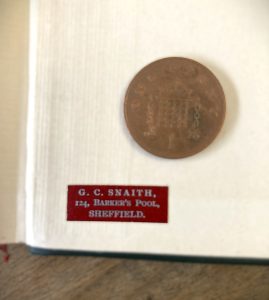 G. C. SNAITH,
124, BARKER'S POOL,
SHEFFIELD.